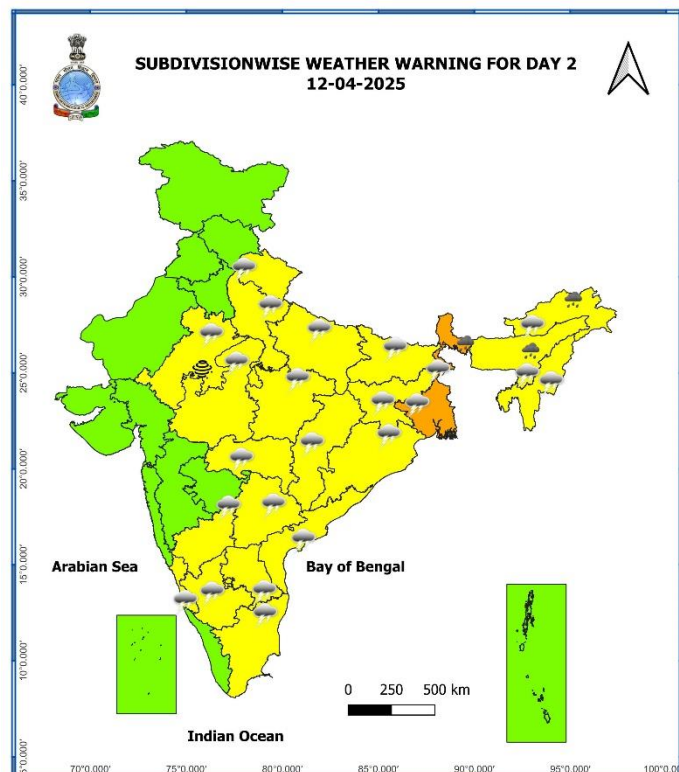 SUBDIVISIONWISE WEATHER WARNING FOR DAY 2
12-04-2025
40°0.000'
35°0.000'
30°0.000'
25°0.000'
20°0.000'
15°0.000'
10°0.000'
5°0.000'
Arabian Sea
Bay of Bengal
0 250 500 km
Indian Ocean
70°0.000' 75°0.000' 80°0.000' 85°0.000' 90°0.000' 95°0.000' 100°0.000'